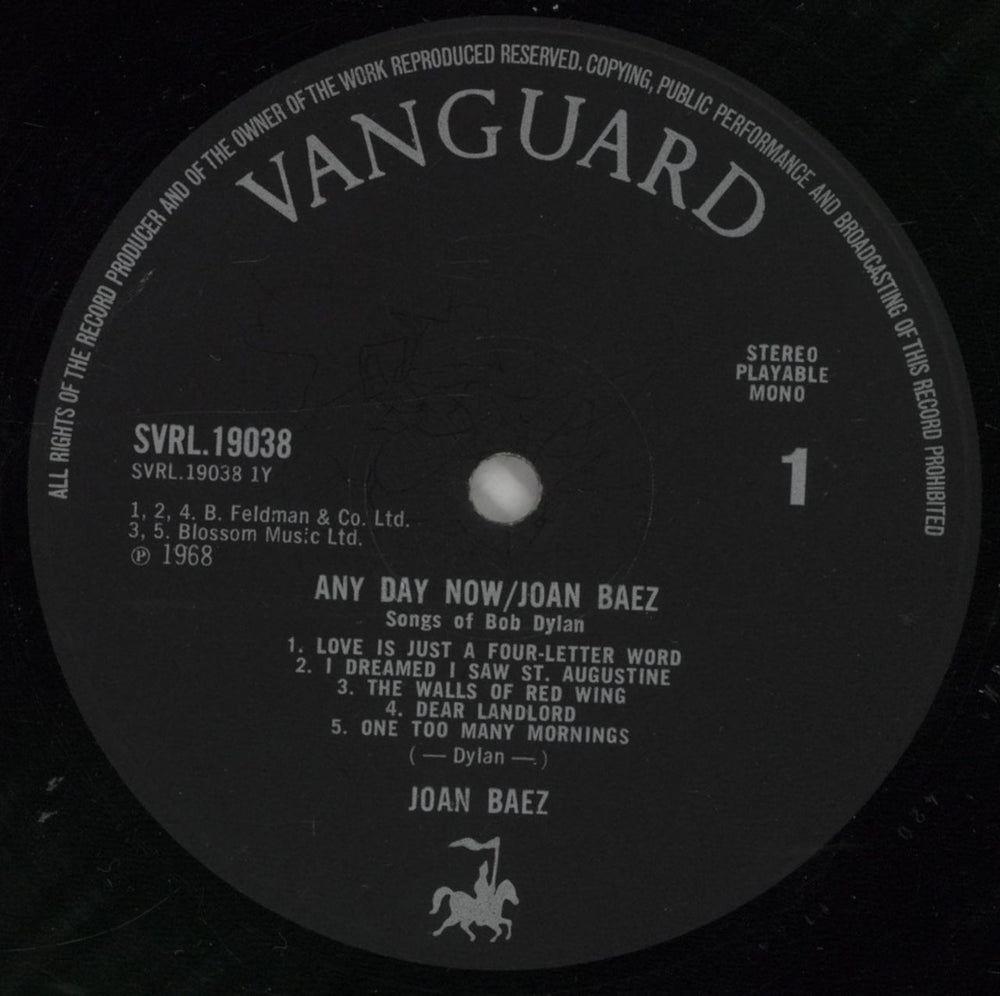 ALL RIGHTS OF THE RECORD PRODUCER AND OF THE OWNER OF THE WORK REPRODUCED RESERVED. COPYING, PUBLIC PERFORMANCE AND BROADCASTING OF THIS RECORD PROHIBITED
VANGUARD
STEREO
PLAYABLE
MONO
1
SVRL.19038
SVRL.19038 1Y
1, 2, 4. B. Feldman & Co. Ltd.
3, 5. Blossom Music Ltd.
Ⓟ 1968
ANY DAY NOW/JOAN BAEZ
Songs of Bob Dylan
1. LOVE IS JUST A FOUR-LETTER WORD
2. I DREAMED I SAW ST. AUGUSTINE
3. THE WALLS OF RED WING
4. DEAR LANDLORD
5. ONE TOO MANY MORNINGS
( — Dylan — )
JOAN BAEZ